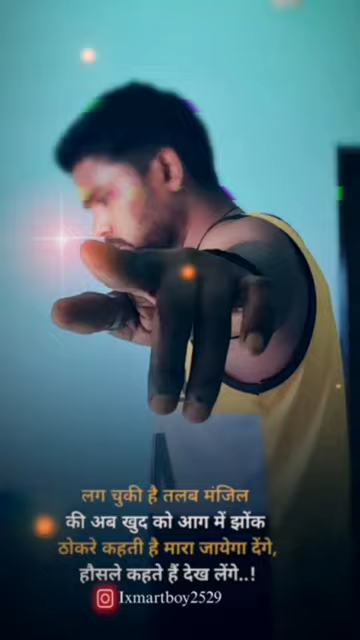 लग चुकी है तलब मंजिल
की अब खुद को आग में झोंक
ठोकरे कहती है मारा जायेगा देंगे,
हौसले कहते हैं देख लेंगे..!
Ixmartboy2529